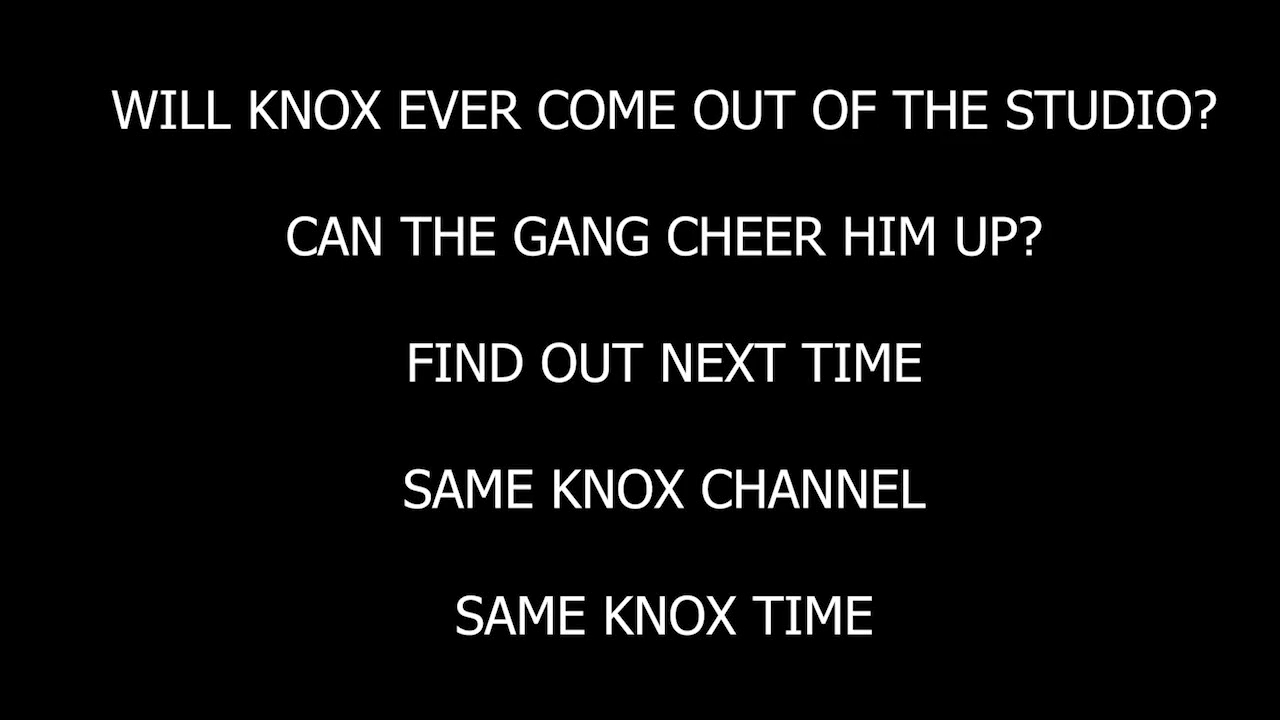 WILL KNOX EVER COME OUT OF THE STUDIO?
CAN THE GANG CHEER HIM UP?
FIND OUT NEXT TIME
SAME KNOX CHANNEL
SAME KNOX TIME